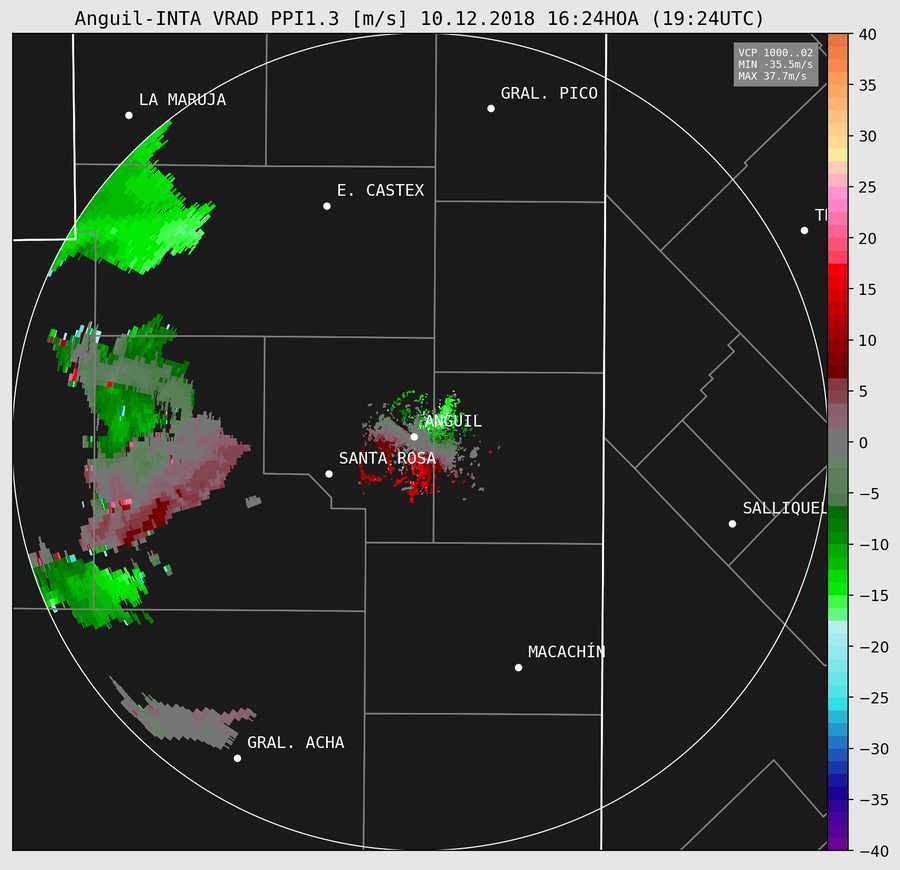 Anguil-INTA VRAD PPI1.3 [m/s] 10.12.2018 16:24HOA (19:24UTC)
VCP 1000..02
MIN -35.5m/s
MAX 37.7m/s
LA MARUJA
GRAL. PICO
E. CASTEX
TR
ANGUIL
SANTA ROSA
SALLIQUEL
MACACHÍN
GRAL. ACHA
40
35
30
25
20
15
10
5
0
−5
−10
−15
−20
−25
−30
−35
−40